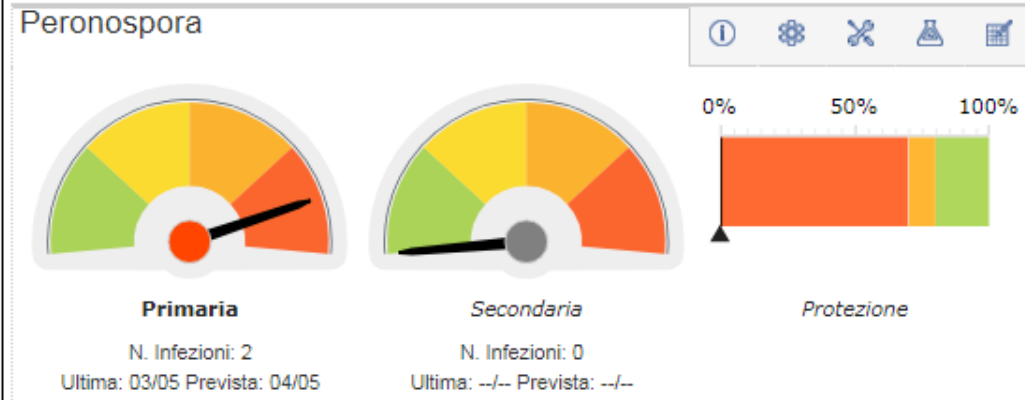 Peronospora
0% 50% 100%
Primaria
N. Infezioni: 2
Ultima: 03/05 Prevista: 04/05
Secondaria
N. Infezioni: 0
Ultima: --/-- Prevista: --/--
Protezione